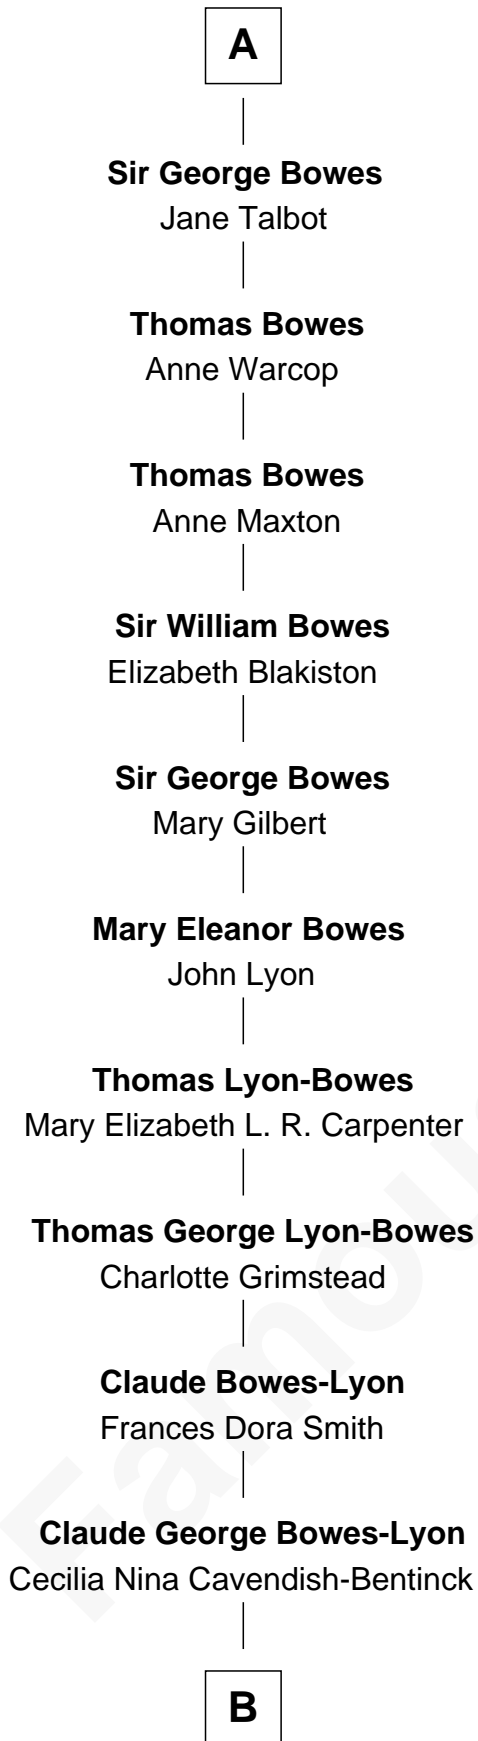 A
Sir George Bowes
Jane Talbot
Thomas Bowes
Anne Warcop
Thomas Bowes
Anne Maxton
Sir William Bowes
Elizabeth Blakiston
Sir George Bowes
Mary Gilbert
Mary Eleanor Bowes
John Lyon
Thomas Lyon-Bowes
Mary Elizabeth L. R. Carpenter
Thomas George Lyon-Bowes
Charlotte Grimstead
Claude Bowes-Lyon
Frances Dora Smith
Claude George Bowes-Lyon
Cecilia Nina Cavendish-Bentinck
B
Famou